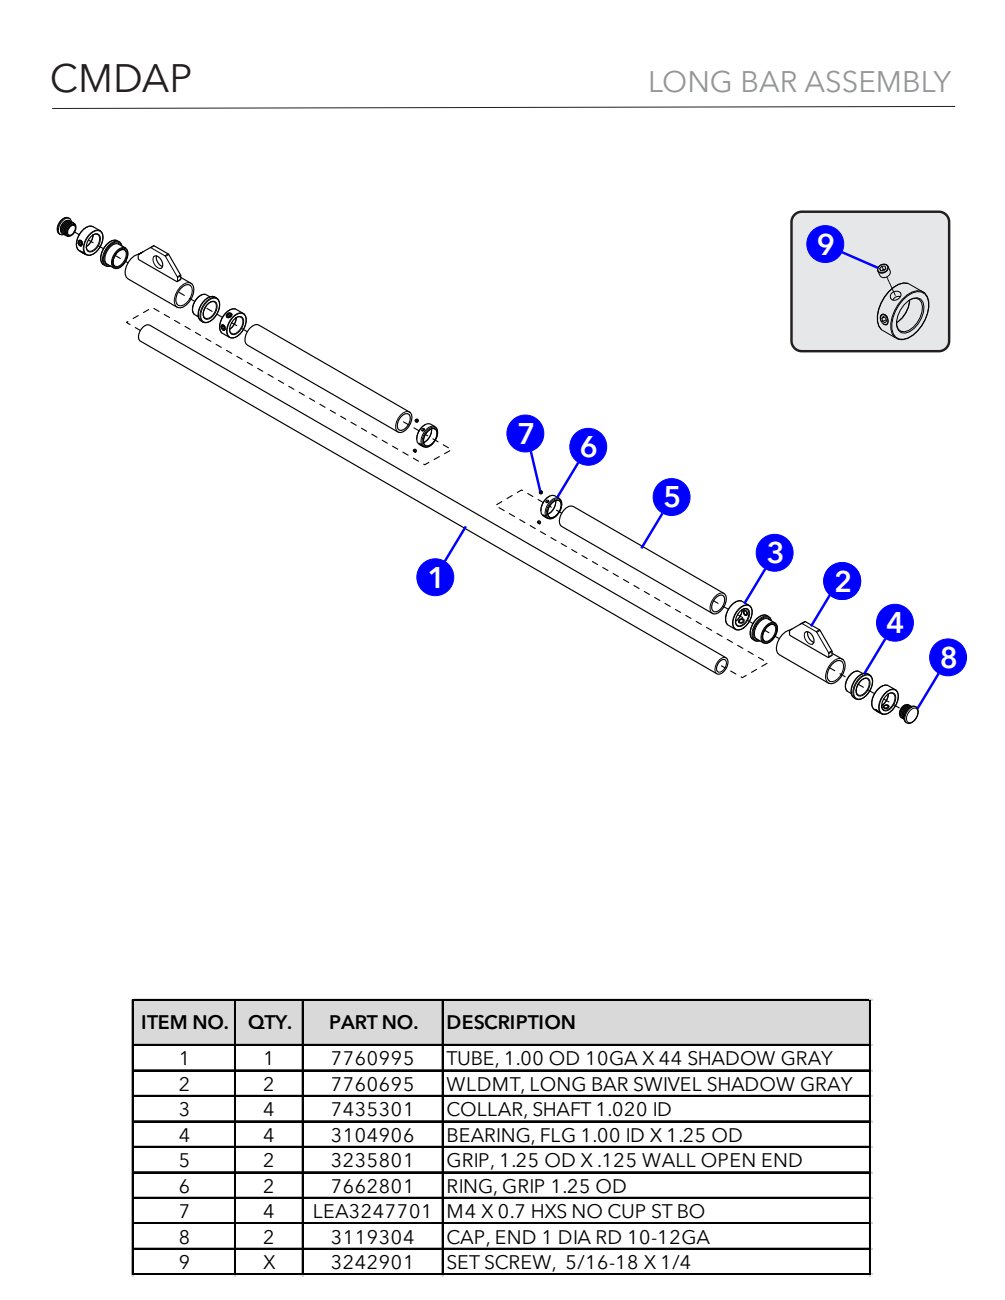 CMDAP
LONG BAR ASSEMBLY
9
7
6
5
3
1
2
4
8
ITEM NO. QTY. PART NO. DESCRIPTION
1 1 7760995 TUBE, 1.00 OD 10GA X 44 SHADOW GRAY
2 2 7760695 WLDMT, LONG BAR SWIVEL SHADOW GRAY
3 4 7435301 COLLAR, SHAFT 1.020 ID
4 4 3104906 BEARING, FLG 1.00 ID X 1.25 OD
5 2 3235801 GRIP, 1.25 OD X .125 WALL OPEN END
6 2 7662801 RING, GRIP 1.25 OD
7 4 LEA3247701 M4 X 0.7 HXS NO CUP ST BO
8 2 3119304 CAP, END 1 DIA RD 10-12GA
9 X 3242901 SET SCREW, 5/16-18 X 1/4